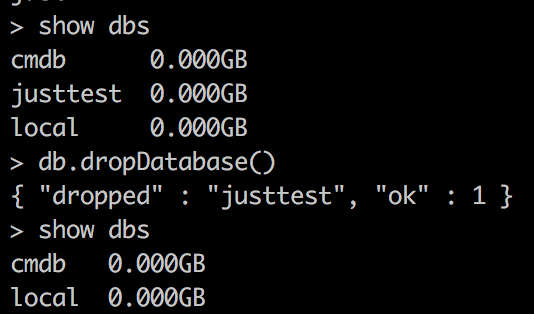 > show dbs
cmdb      0.000GB
justtest  0.000GB
local     0.000GB
> db.dropDatabase()
{ "dropped" : "justtest", "ok" : 1 }
> show dbs
cmdb   0.000GB
local  0.000GB